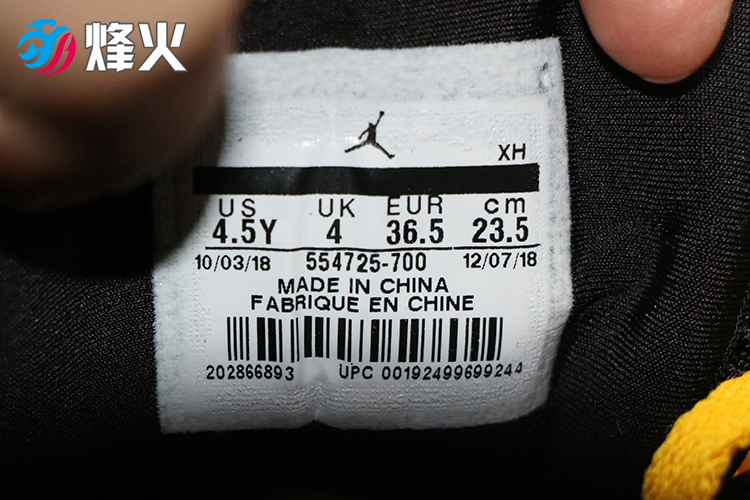 烽火
XH
US UK EUR cm
4.5Y 4 36.5 23.5
10/03/18 554725-700 12/07/18
MADE IN CHINA
FABRIQUE EN CHINE
202866893 UPC 00192499699244